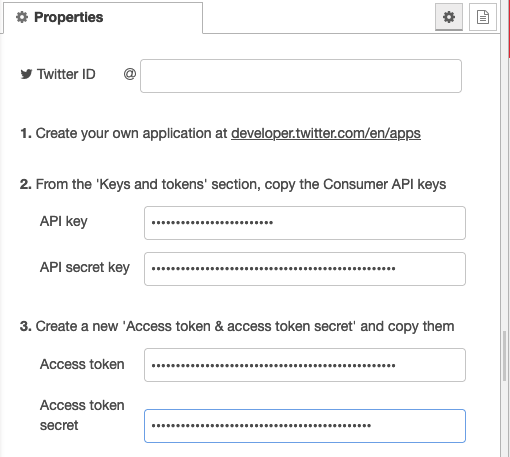 Properties
Twitter ID @
1. Create your own application at developer.twitter.com/en/apps
2. From the 'Keys and tokens' section, copy the Consumer API keys
API key
API secret key
3. Create a new 'Access token & access token secret' and copy them
Access token
Access token
secret